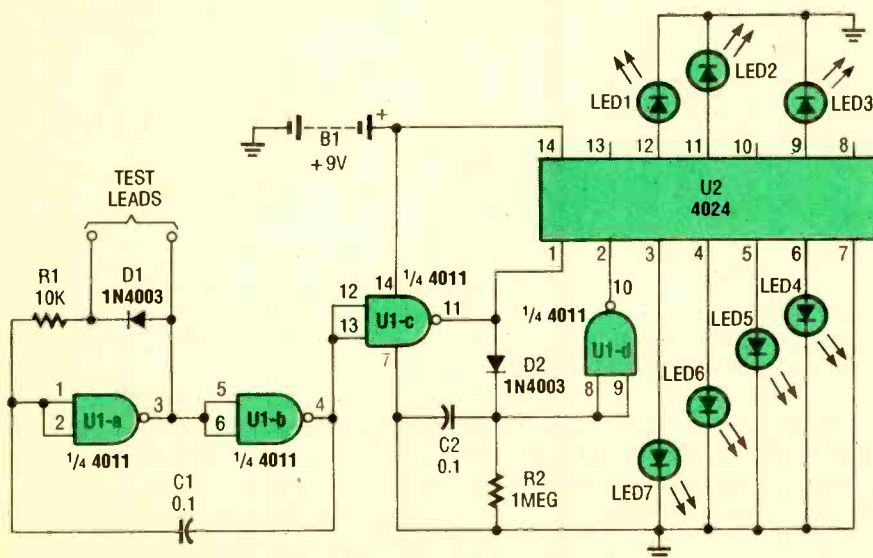 LED1
LED2
LED3
+
B1
+9V
14
13
12
11
10
9
8
U2
4024
1
2
3
4
5
6
7
TEST
LEADS
R1
10K
D1
1N4003
1
2
U1-a
3
1/4 4011
5
6
U1-b
4
1/4 4011
C1
0.1
12
13
14
U1-c
7
11
1/4 4011
D2
1N4003
C2
0.1
R2
1MEG
1/4 4011
10
U1-d
8
9
LED4
LED5
LED6
LED7